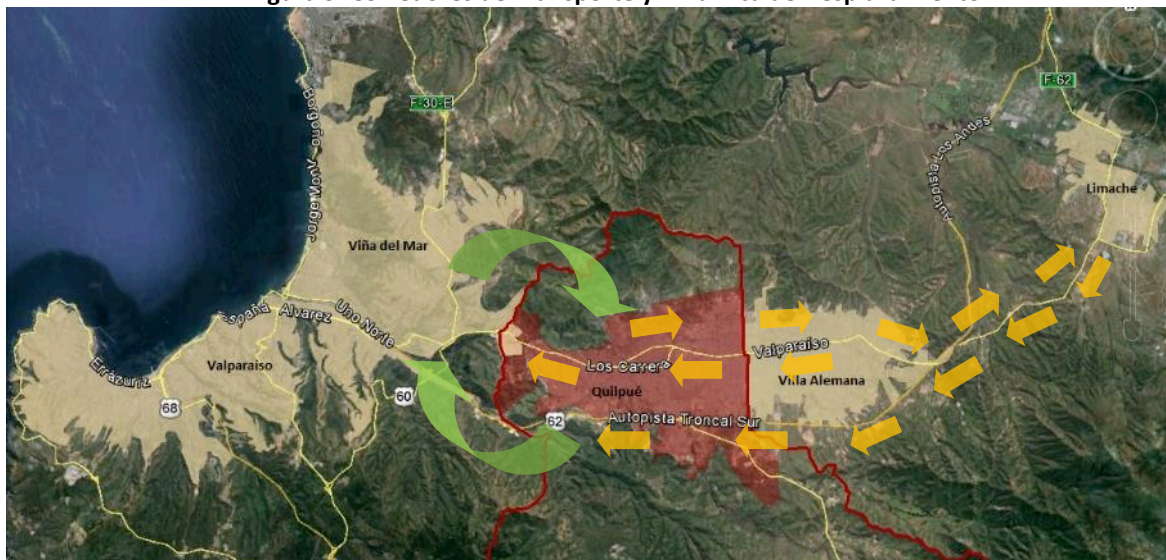 F-30-E
F-62
Jorge Montt - Borgoño
Autopista Los Andes
Limache
Viña del Mar
España
Alvarez
Uno Norte
Errázuriz
Valparaíso
68
60
Los Carrera
Valparaíso
Quilpué
Villa Alemana
62
Autopista Troncal Sur